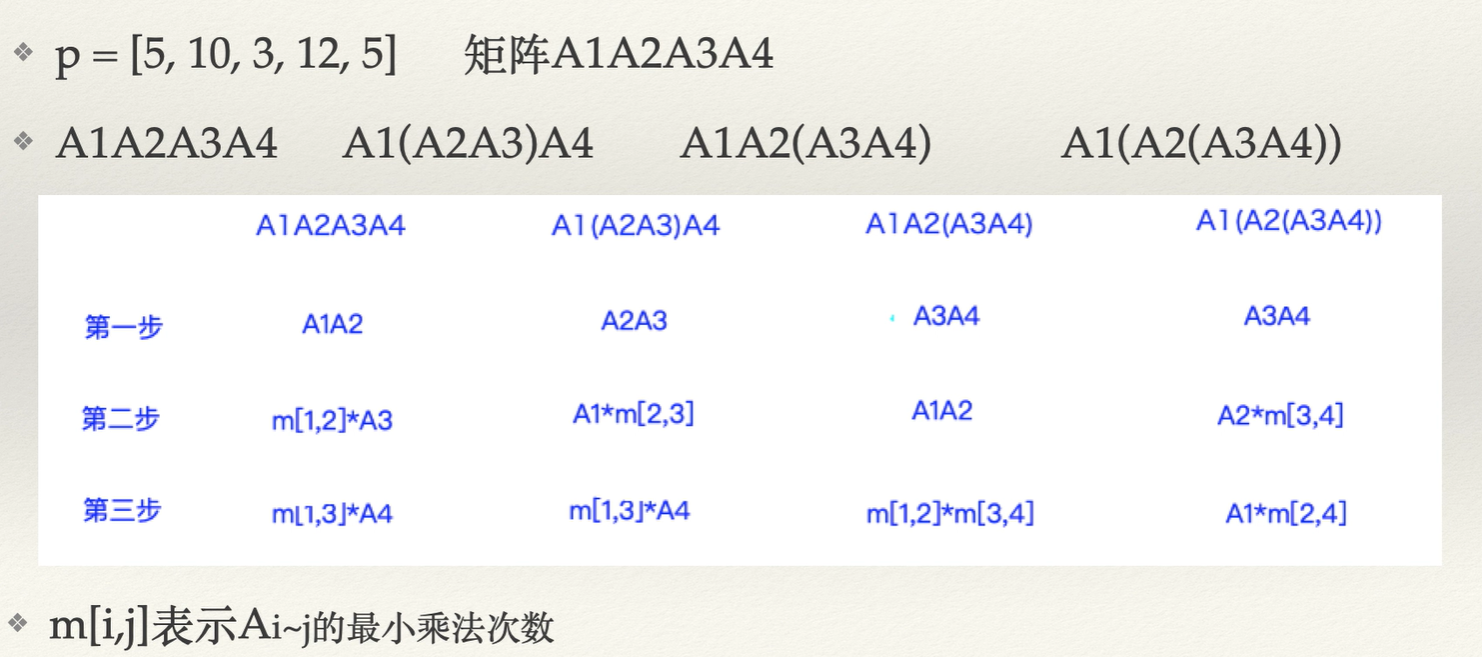 p = [5, 10, 3, 12, 5] 矩阵A1A2A3A4
A1A2A3A4 A1(A2A3)A4 A1A2(A3A4) A1(A2(A3A4))
A1A2A3A4 A1(A2A3)A4 A1A2(A3A4) A1(A2(A3A4))
第一步 A1A2 A2A3 A3A4 A3A4
第二步 m[1,2]*A3 A1*m[2,3] A1A2 A2*m[3,4]
第三步 m[1,3]*A4 m[1,3]*A4 m[1,2]*m[3,4] A1*m[2,4]
m[i,j]表示Ai~j的最小乘法次数